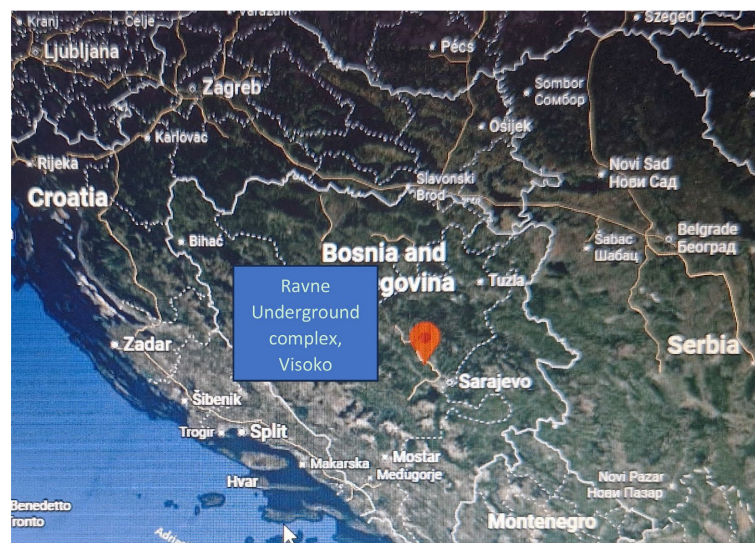 Kranj
Celje
Varaždin
Szeged
Ljubljana
Pécs
Zagreb
Sombor
Сомбор
Karlovac
Osijek
Rijeka
Novi Sad
Нови Сад
Croatia
Slavonski
Brod
Bihać
Belgrade
Београд
Šabac
Шабац
Bosnia and
govina
Tuzla
Ravne
Underground
complex,
Visoko
Zadar
Serbia
Sarajevo
Šibenik
Trogir
Split
Makarska
Mostar
Međugorje
Hvar
Novi Pazar
Нови Пазар
Benedetto
ronto
Montenegro